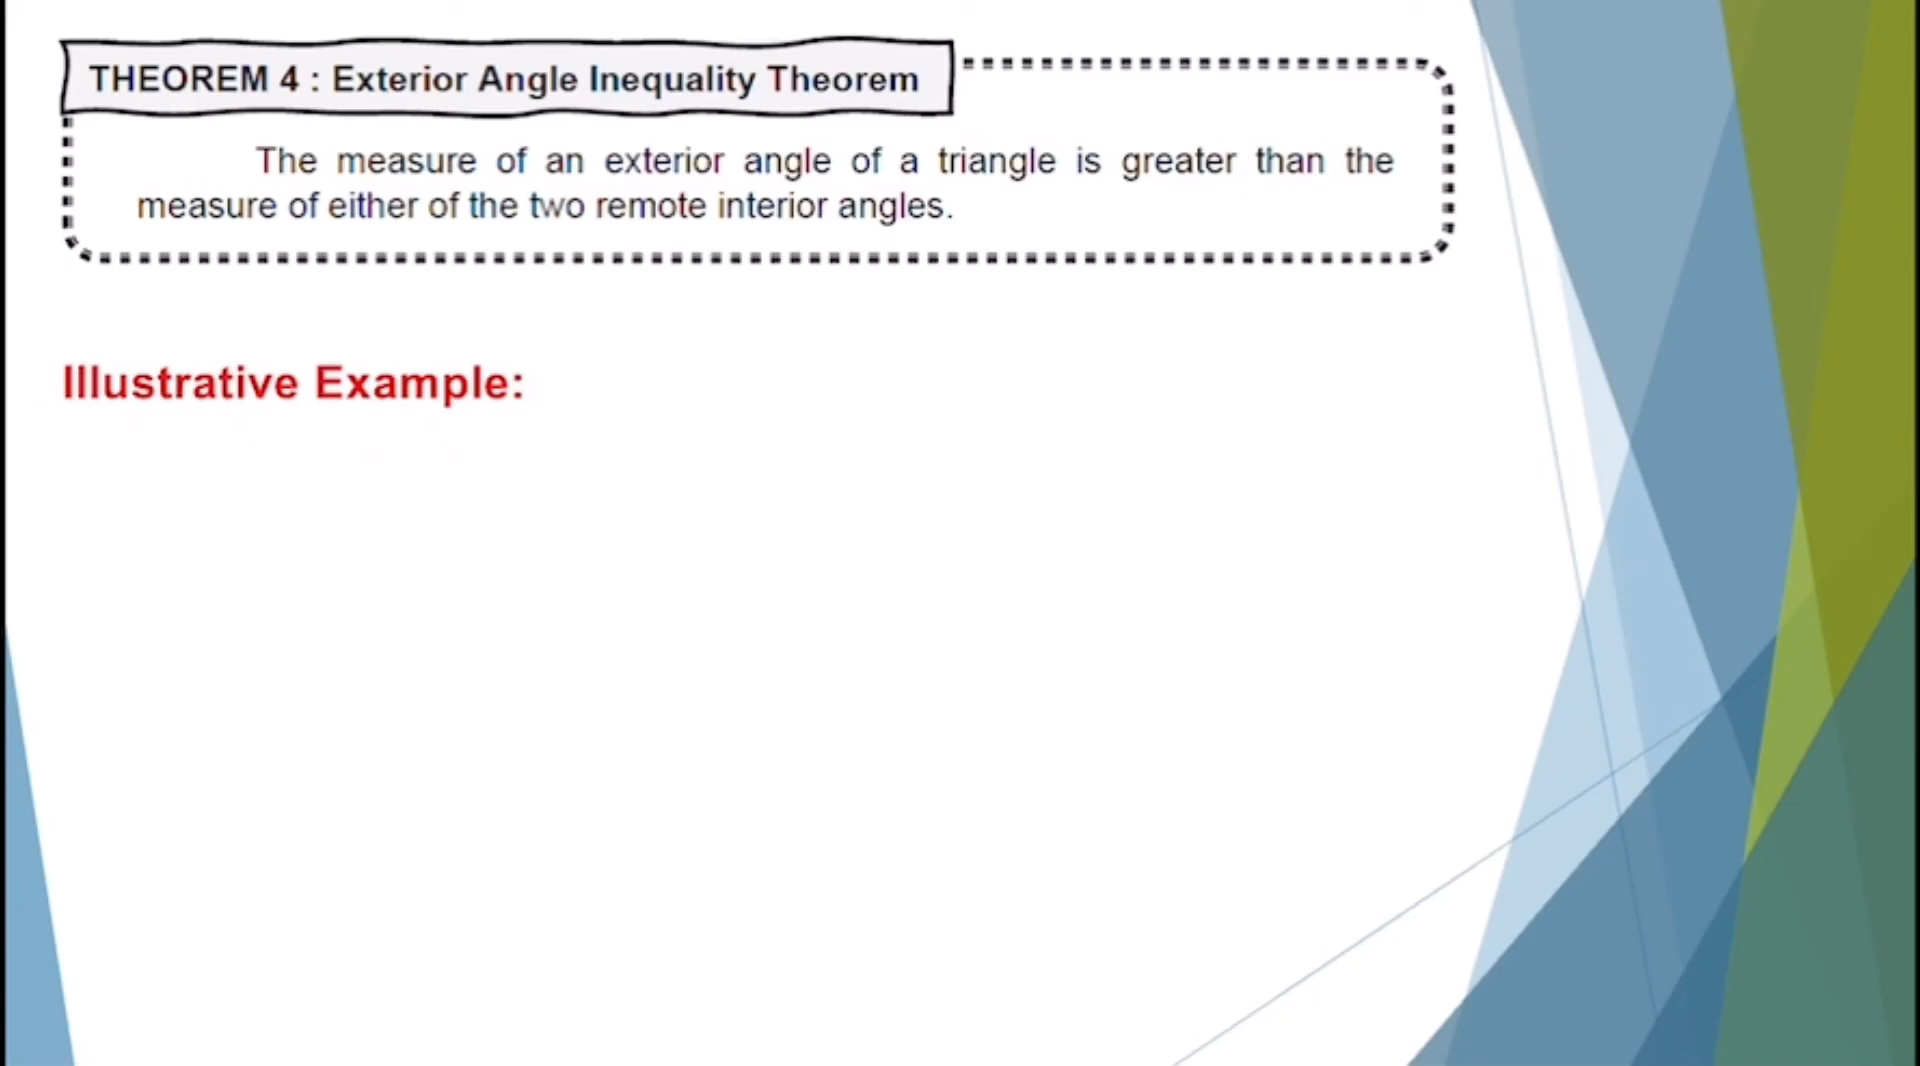 THEOREM 4 : Exterior Angle Inequality Theorem
The measure of an exterior angle of a triangle is greater than the
measure of either of the two remote interior angles.
Illustrative Example: